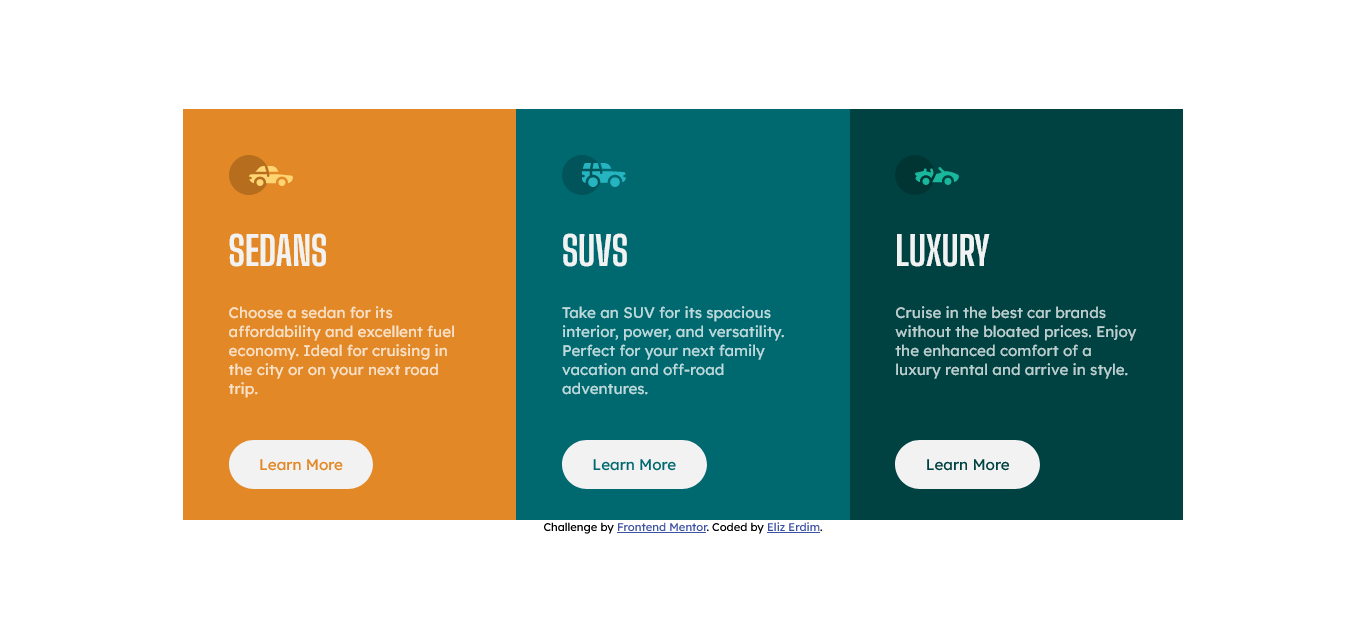 SEDANS
Choose a sedan for its
affordability and excellent fuel
economy. Ideal for cruising in
the city or on your next road
trip.
Learn More
SUVS
Take an SUV for its spacious
interior, power, and versatility.
Perfect for your next family
vacation and off-road
adventures.
Learn More
LUXURY
Cruise in the best car brands
without the bloated prices. Enjoy
the enhanced comfort of a
luxury rental and arrive in style.
Learn More
Challenge by Frontend Mentor. Coded by Eliz Erdim.